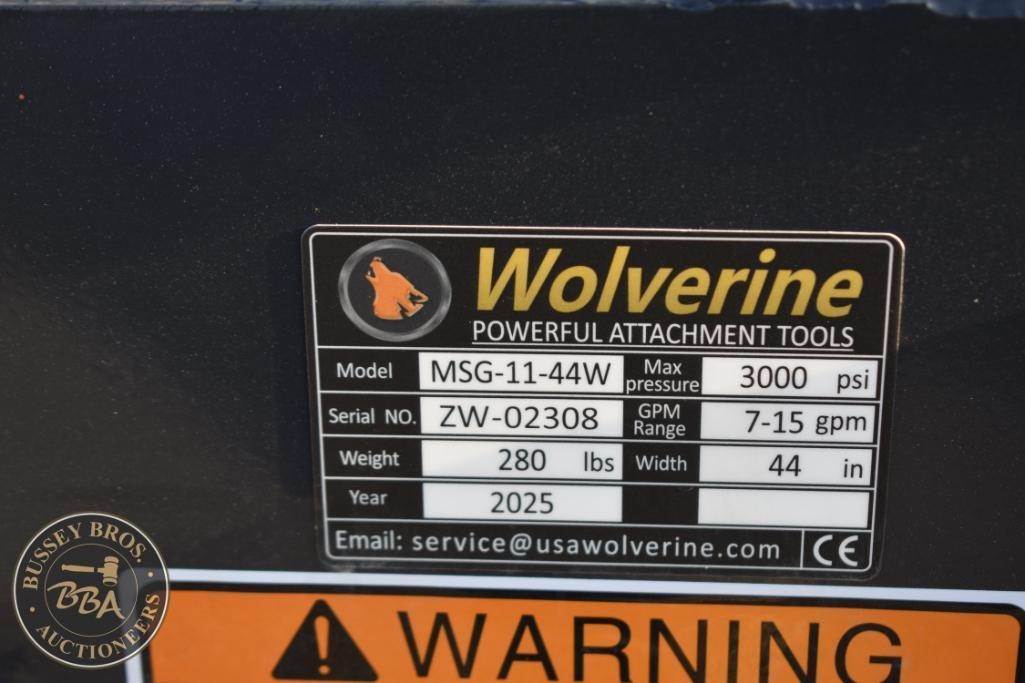 Wolverine
POWERFUL ATTACHMENT TOOLS
Model MSG-11-44W Max pressure 3000 psi
Serial NO. ZW-02308 GPM Range 7-15 gpm
Weight 280 lbs Width 44 in
Year 2025
Email: service@usawolverine.com CE
WARNING
BUSSEY BROS.
BBA
AUCTIONEERS